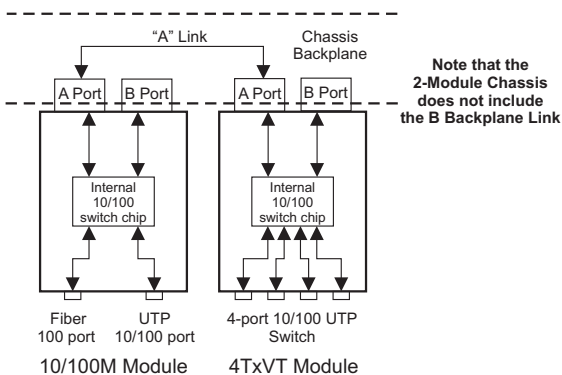 "A" Link
Chassis
Backplane
Note that the
2-Module Chassis
does not include
the B Backplane Link
A Port
B Port
A Port
B Port
Internal
10/100
switch chip
Internal
10/100
switch chip
Fiber
100 port
UTP
10/100 port
4-port 10/100 UTP
Switch
10/100M Module
4TxVT Module